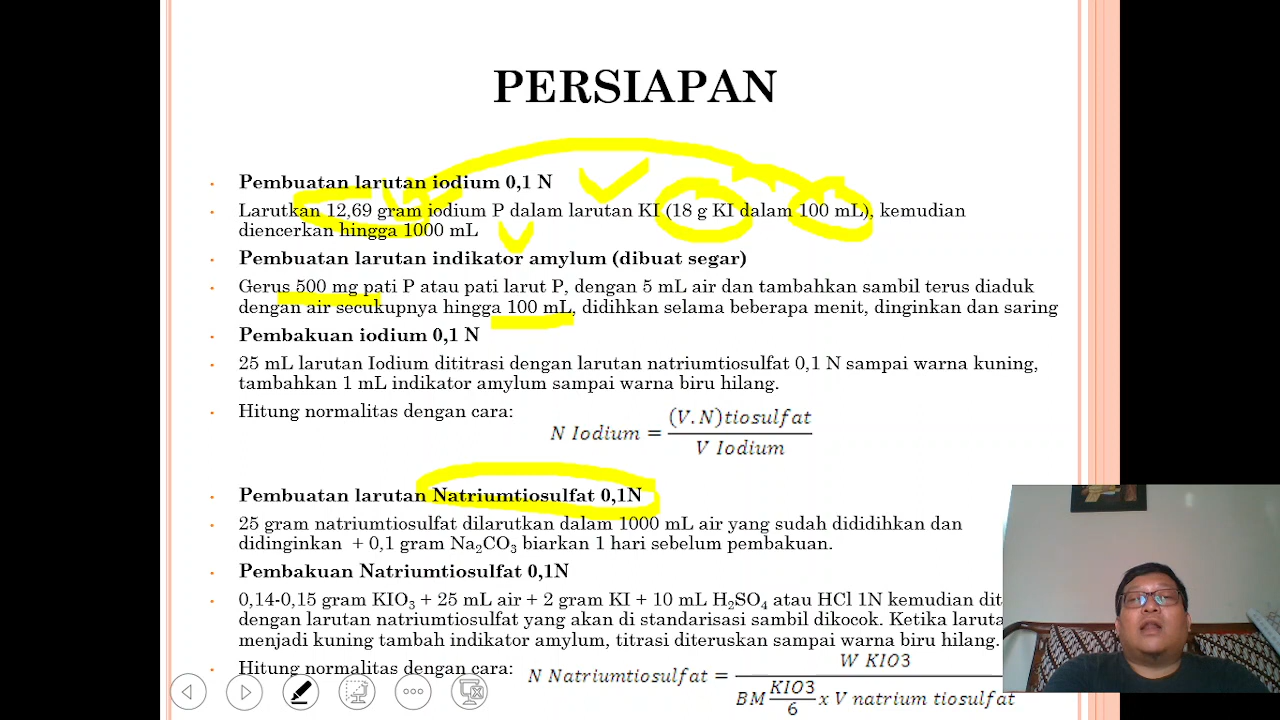 PERSIAPAN
Pembuatan larutan iodium 0,1 N
Larutkan 12,69 gram iodium P dalam larutan KI (18 g KI dalam 100 mL), kemudian
diencerkan hingga 1000 mL
Pembuatan larutan indikator amylum (dibuat segar)
Gerus 500 mg pati P atau pati larut P, dengan 5 mL air dan tambahkan sambil terus diaduk
dengan air secukupnya hingga 100 mL, didihkan selama beberapa menit, dinginkan dan saring
Pembakuan iodium 0,1 N
25 mL larutan Iodium dititrasi dengan larutan natriumtiosulfat 0,1 N sampai warna kuning,
tambahkan 1 mL indikator amylum sampai warna biru hilang.
Hitung normalitas dengan cara:
N Iodium = (V.N)tiosulfat / V Iodium
Pembuatan larutan Natriumtiosulfat 0,1N
25 gram natriumtiosulfat dilarutkan dalam 1000 mL air yang sudah dididihkan dan
didinginkan + 0,1 gram Na₂CO₃ biarkan 1 hari sebelum pembakuan.
Pembakuan Natriumtiosulfat 0,1N
0,14-0,15 gram KIO₃ + 25 mL air + 2 gram KI + 10 mL H₂SO₄ atau HCl 1N kemudian
dengan larutan natriumtiosulfat yang akan di standarisasi sambil dikocok. Ketika
menjadi kuning tambah indikator amylum, titrasi diteruskan sampai warna biru hilang.
Hitung normalitas dengan cara:
N Natriumtiosulfat = W KIO3 / BM KIO3/6 x V natrium tiosulfat